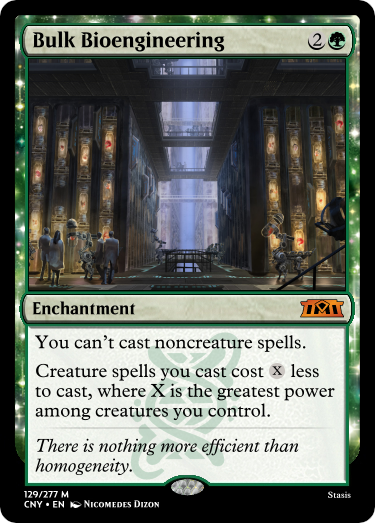 Bulk Bioengineering 2
Enchantment
You can't cast noncreature spells.
Creature spells you cast cost X less
to cast, where X is the greatest power
among creatures you control.
There is nothing more efficient than
homogeneity.
129/277 M
Stasis
CNY • EN Nicomedes Dizon